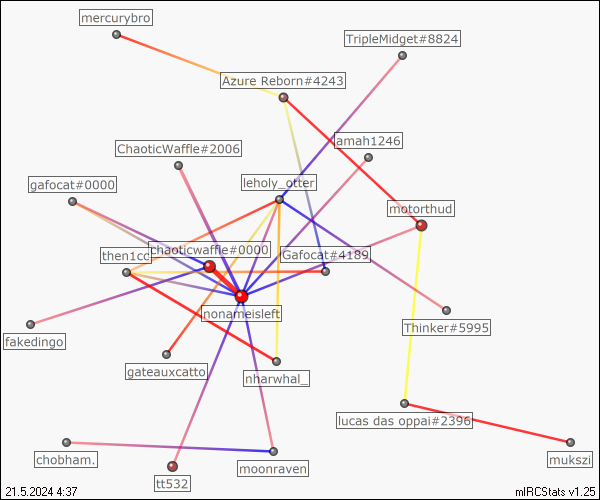 mercurybro
TripleMidget#8824
Azure Reborn#4243
amah1246
ChaoticWaffle#2006
leholy_otter
gafocat#0000
motorthud
chaoticwaffle#0000
then1cc
Gafocat#4189
nonameisleft
Thinker#5995
fakedingo
gateauxcatto
nharwhal_
lucas das oppai#2396
chobham.
mukszi
moonraven
tt532
21.5.2024 4:37
mIRCStats v1.25